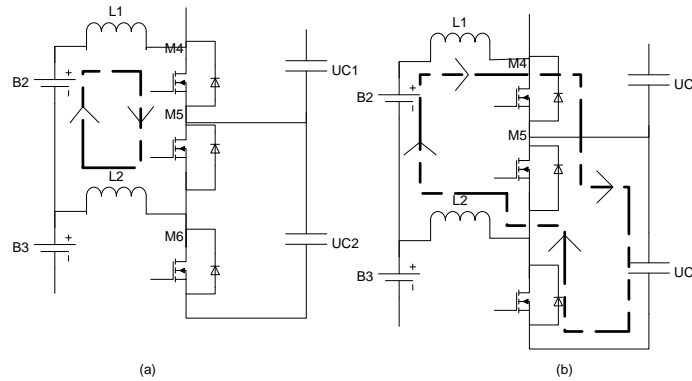 L1
M4
B2
+
–
M5
UC1
L2
M6
B3
+
–
UC2
(a)
L1
M4
B2
+
–
M5
UC
L2
B3
+
–
UC
(b)